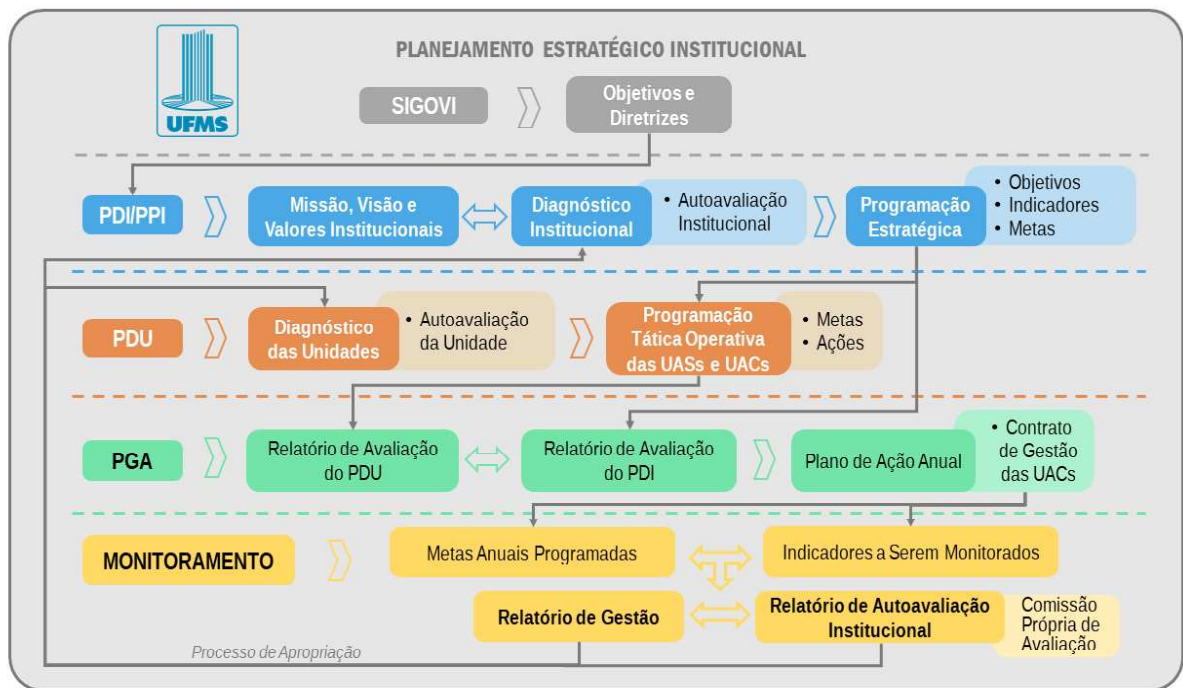 PLANEJAMENTO ESTRATÉGICO INSTITUCIONAL
UFMS
SIGOVI
Objetivos e
Diretrizes
PDI/PPI
Missão, Visão e
Valores Institucionais
Diagnóstico
Institucional
• Autoavaliação
Institucional
Programação
Estratégica
• Objetivos
• Indicadores
• Metas
PDU
Diagnóstico
das Unidades
• Autoavaliação
da Unidade
Programação
Tática Operativa
das UASs e UACs
• Metas
• Ações
PGA
Relatório de Avaliação
do PDU
Relatório de Avaliação
do PDI
Plano de Ação Anual
• Contrato
de Gestão
das UACs
MONITORAMENTO
Metas Anuais Programadas
Indicadores a Serem Monitorados
Relatório de Gestão
Relatório de Autoavaliação
Institucional
Comissão
Própria de
Avaliação
Processo de Apropriação